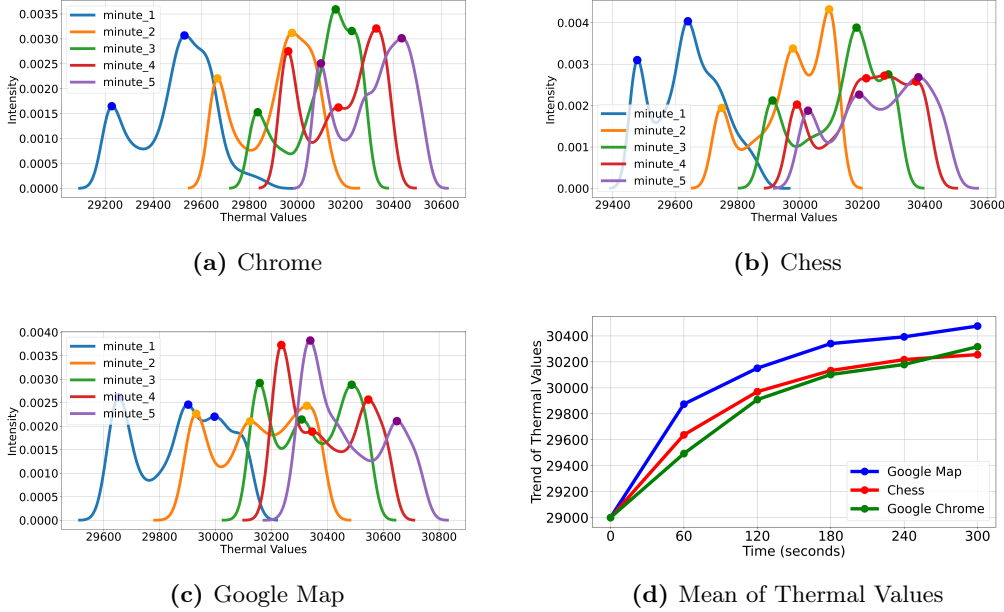 0.0035
0.0030
0.0025
0.0020
0.0015
0.0010
0.0005
0.0000
Intensity
minute_1
minute_2
minute_3
minute_4
minute_5
29200 29400 29600 29800 30000 30200 30400 30600
Thermal Values
(a) Chrome
0.004
0.003
0.002
0.001
0.000
Intensity
minute_1
minute_2
minute_3
minute_4
minute_5
29400 29600 29800 30000 30200 30400 30600
Thermal Values
(b) Chess
0.0040
0.0035
0.0030
0.0025
0.0020
0.0015
0.0010
0.0005
0.0000
Intensity
minute_1
minute_2
minute_3
minute_4
minute_5
29600 29800 30000 30200 30400 30600 30800
Thermal Values
(c) Google Map
30400
30200
30000
29800
29600
29400
29200
29000
Trend of Thermal Values
Google Map
Chess
Google Chrome
0 60 120 180 240 300
Time (seconds)
(d) Mean of Thermal Values